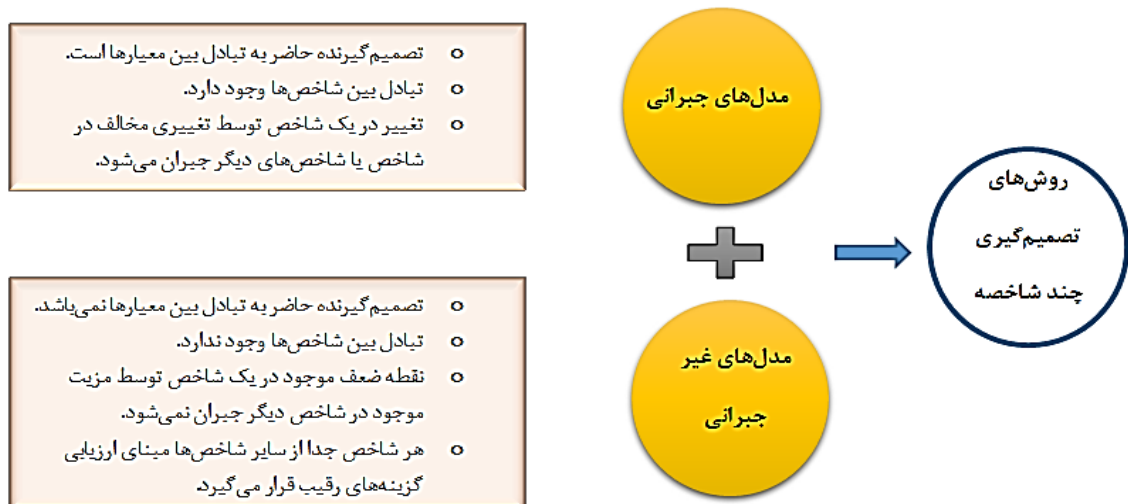 روش‌های
تصمیم‌گیری
چند شاخصه
مدل‌های جبرانی
تصمیم‌گیرنده حاضر به تبادل بین معیارها است.
تبادل بین شاخص‌ها وجود دارد.
تغییر در یک شاخص توسط تغییری مخالف در
شاخص یا شاخص‌های دیگر جبران می‌شود.
مدل‌های غیر
جبرانی
تصمیم‌گیرنده حاضر به تبادل بین معیارها نمی‌باشد.
تبادل بین شاخص‌ها وجود ندارد.
نقطه ضعف موجود در یک شاخص توسط مزیت
موجود در شاخص دیگر جبران نمی‌شود.
هر شاخص جدا از سایر شاخص‌ها مبنای ارزیابی
گزینه‌های رقیب قرار می‌گیرد.